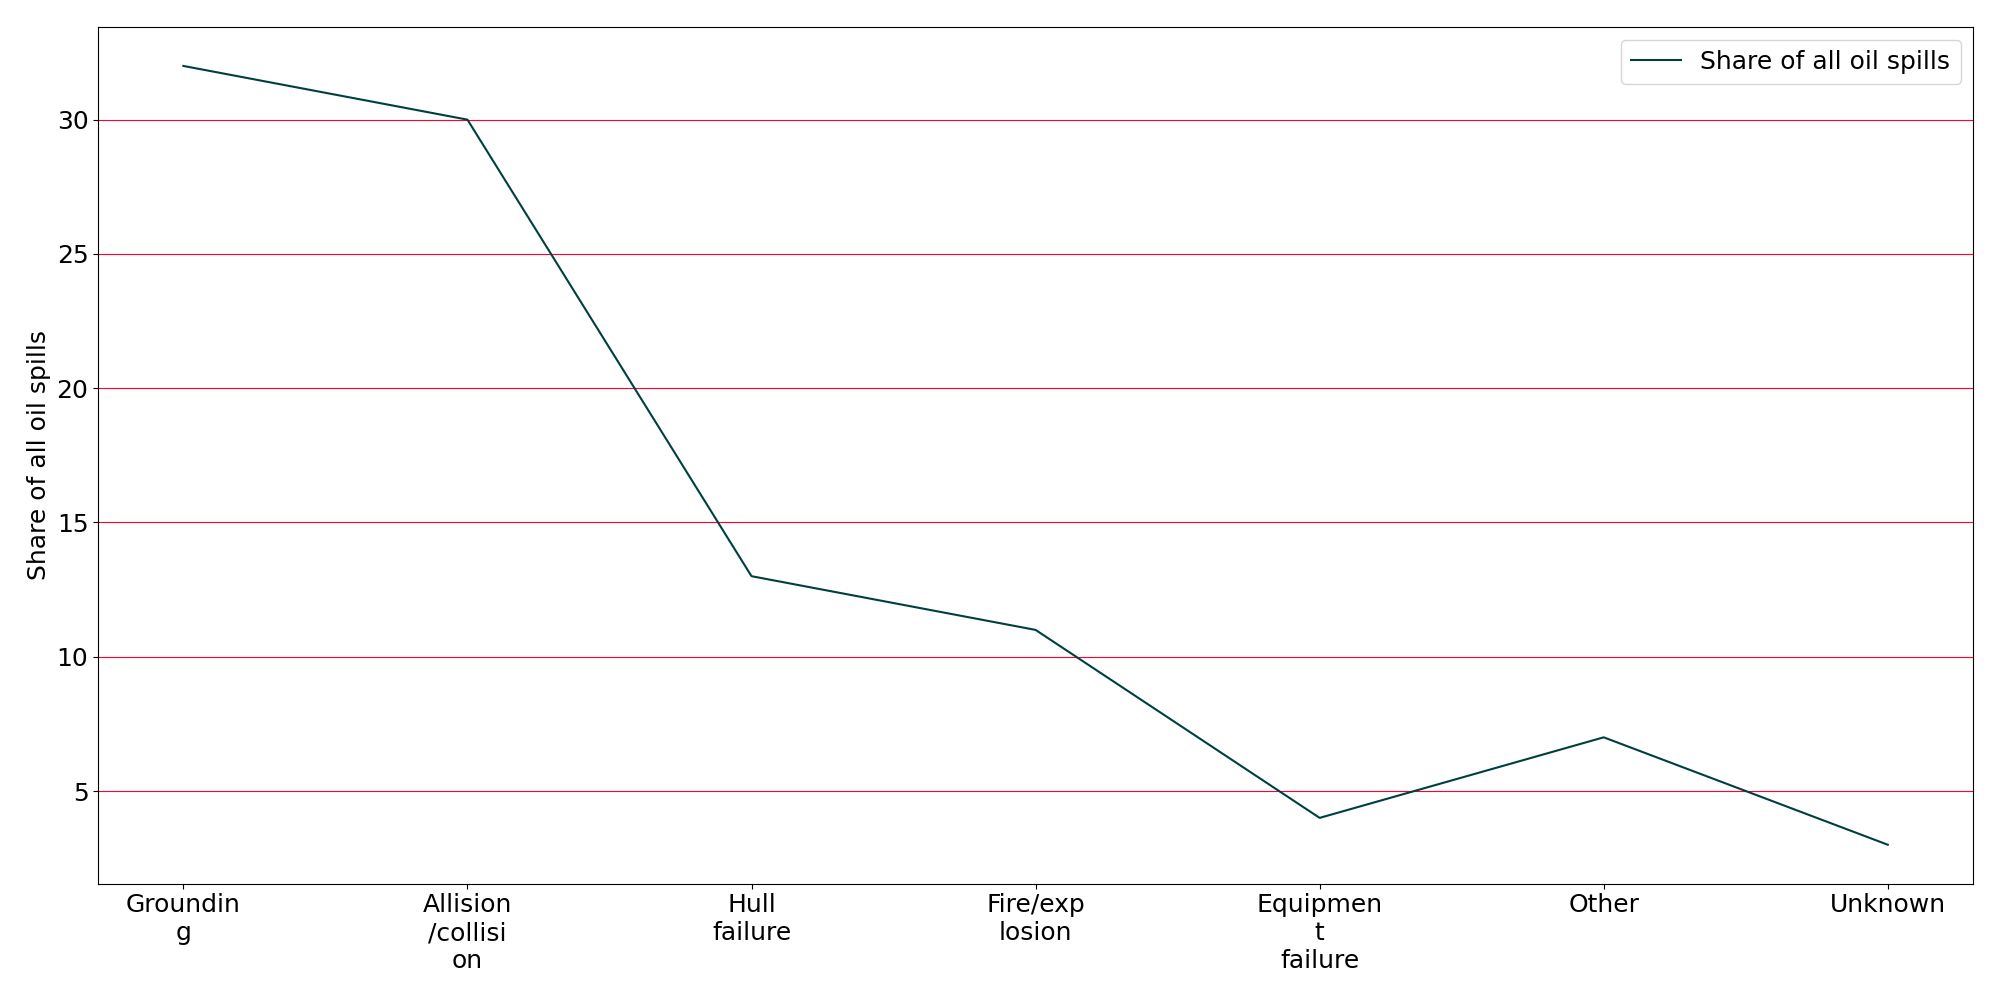 Share of all oil spills
30
25
20
15
10
5
Share of all oil spills
Groundin
g
Allision
/collisi
on
Hull
failure
Fire/exp
losion
Equipmen
t
failure
Other
Unknown